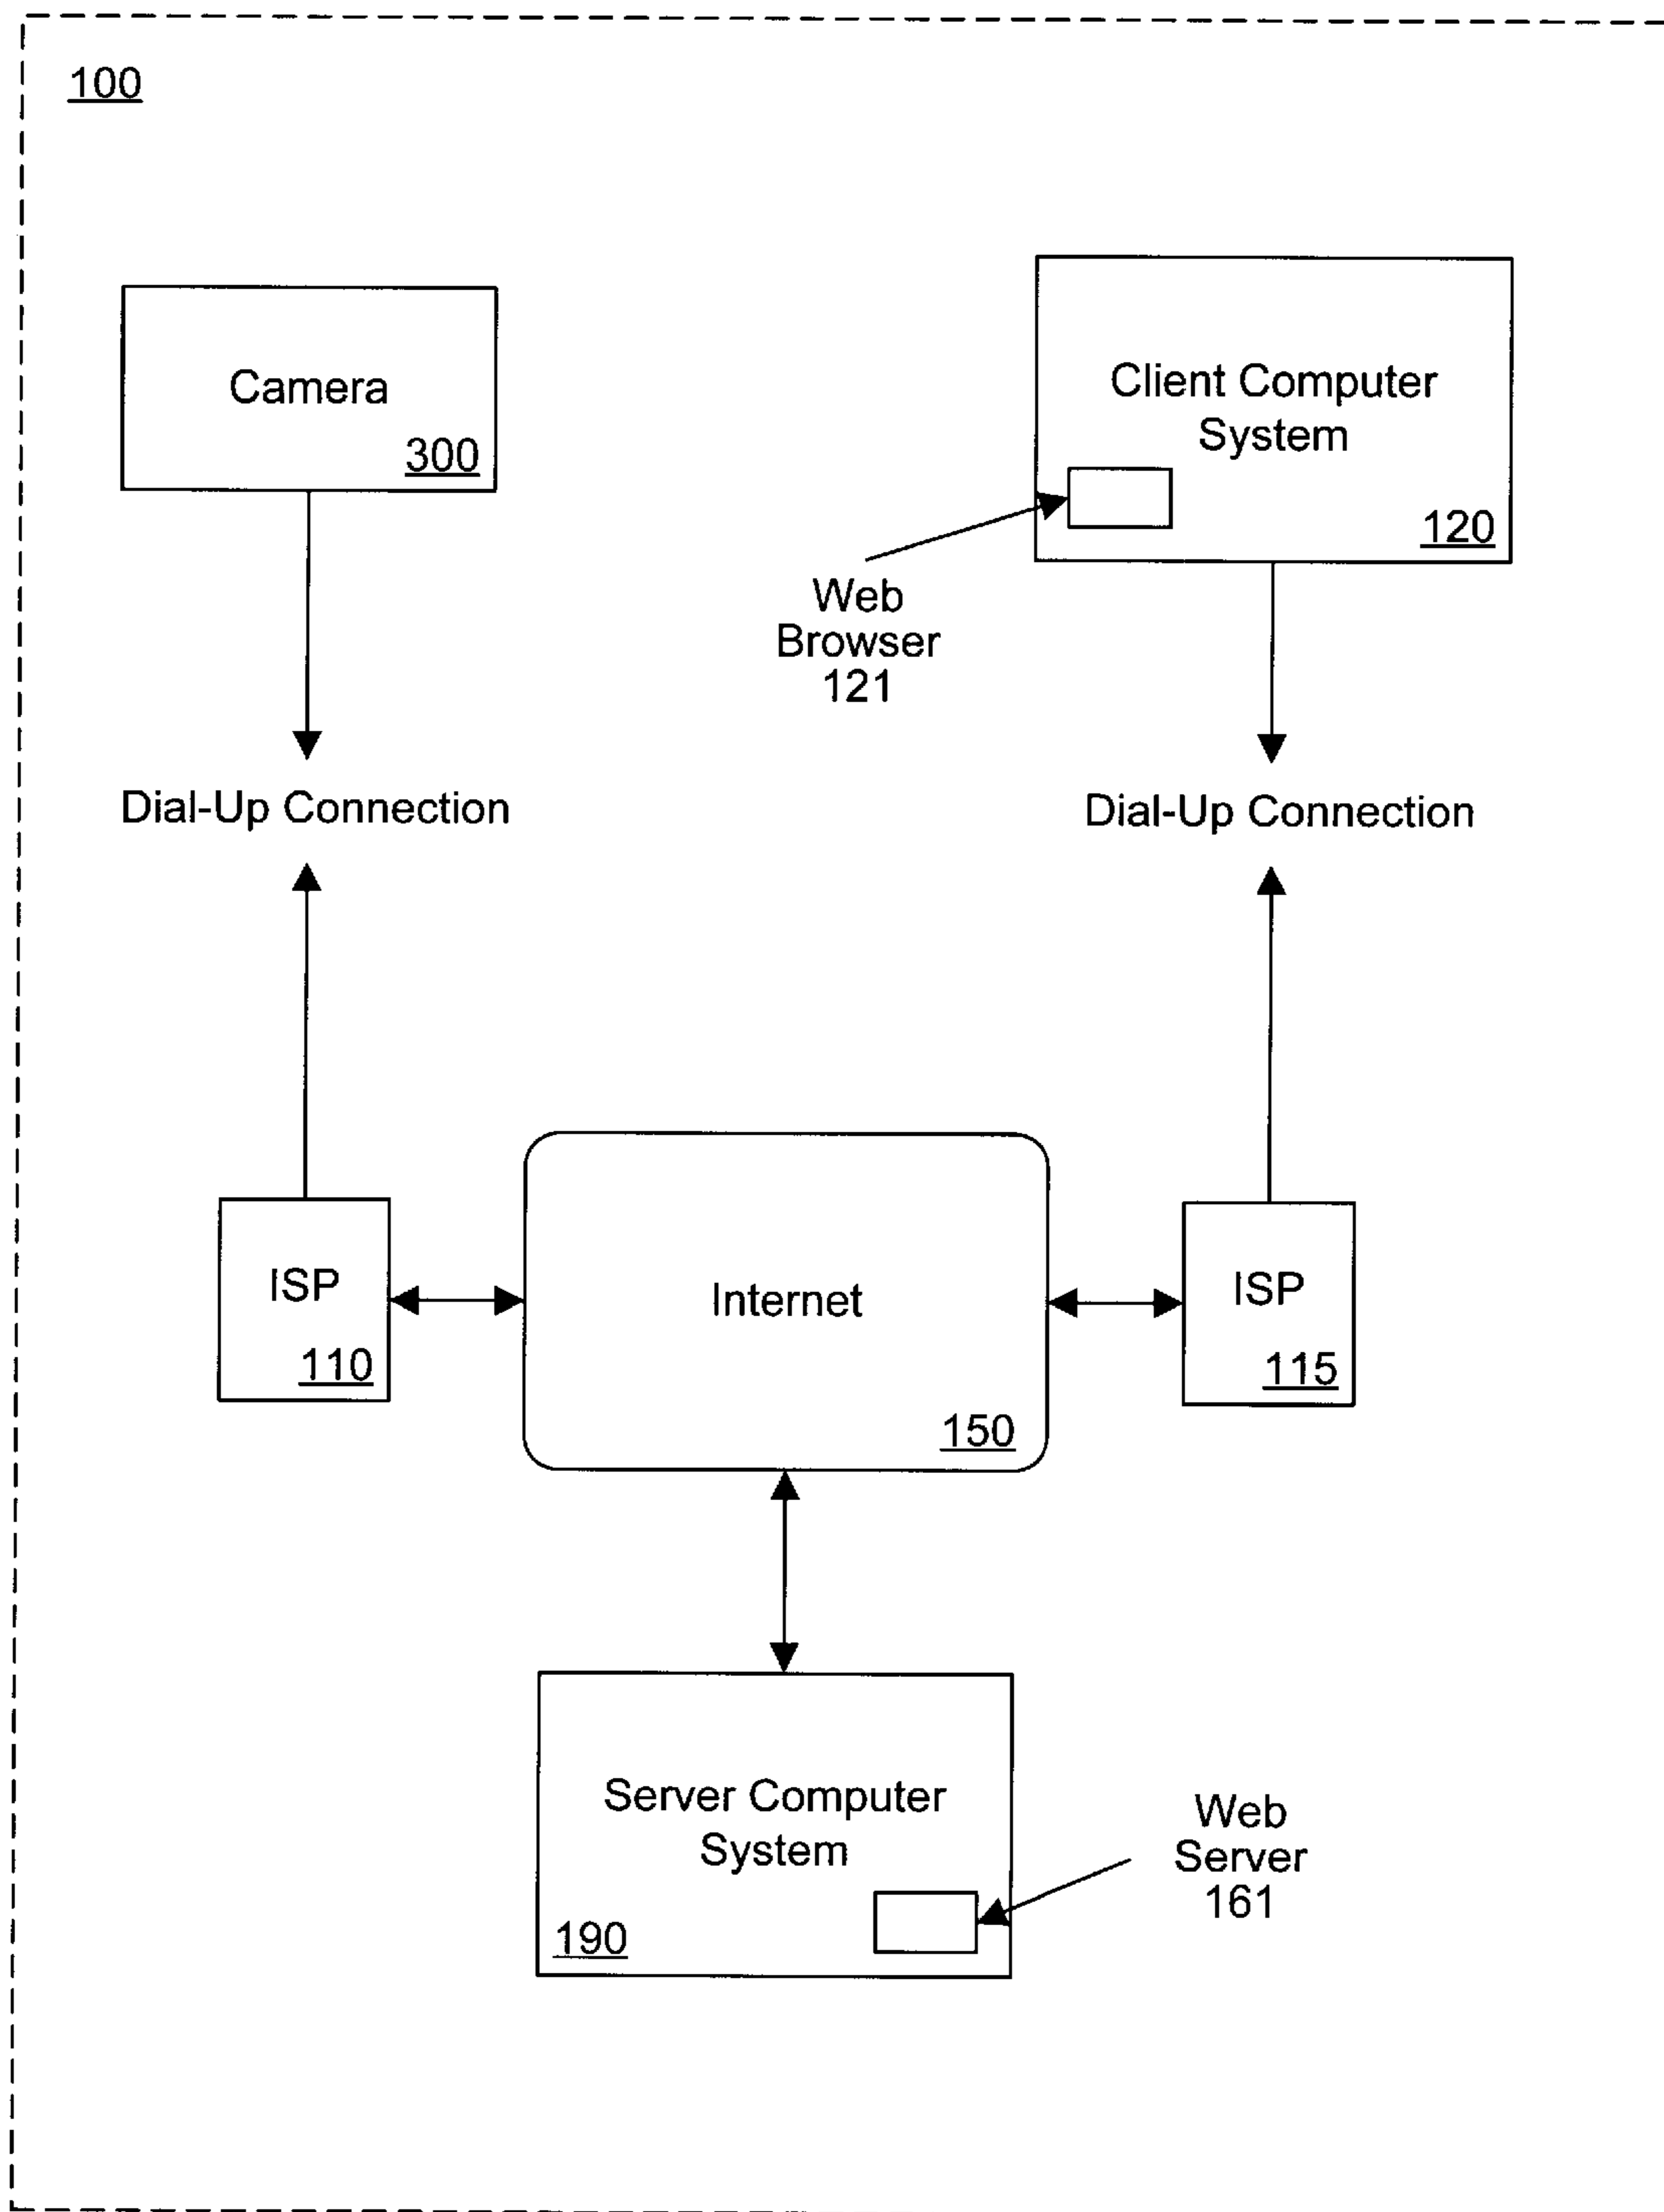 100
Camera
300
Client Computer
System
120
Web
Browser
121
Dial-Up Connection
Dial-Up Connection
ISP
110
Internet
150
ISP
115
Server Computer
System
190
Web
Server
161